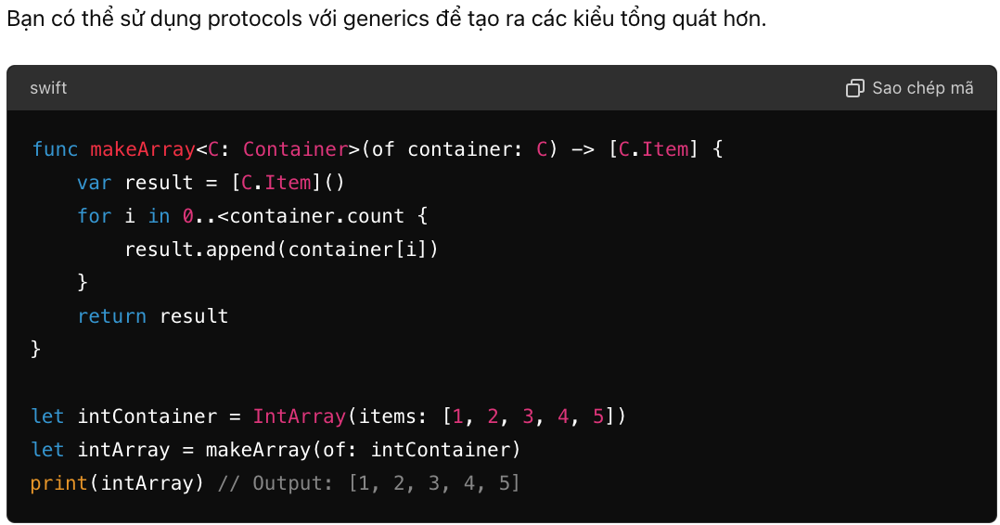 Bạn có thể sử dụng protocols với generics để tạo ra các kiểu tổng quát hơn.
swift
Sao chép mã
func makeArray<C: Container>(of container: C) -> [C.Item] {
    var result = [C.Item]()
    for i in 0..<container.count {
        result.append(container[i])
    }
    return result
}
let intContainer = IntArray(items: [1, 2, 3, 4, 5])
let intArray = makeArray(of: intContainer)
print(intArray) // Output: [1, 2, 3, 4, 5]